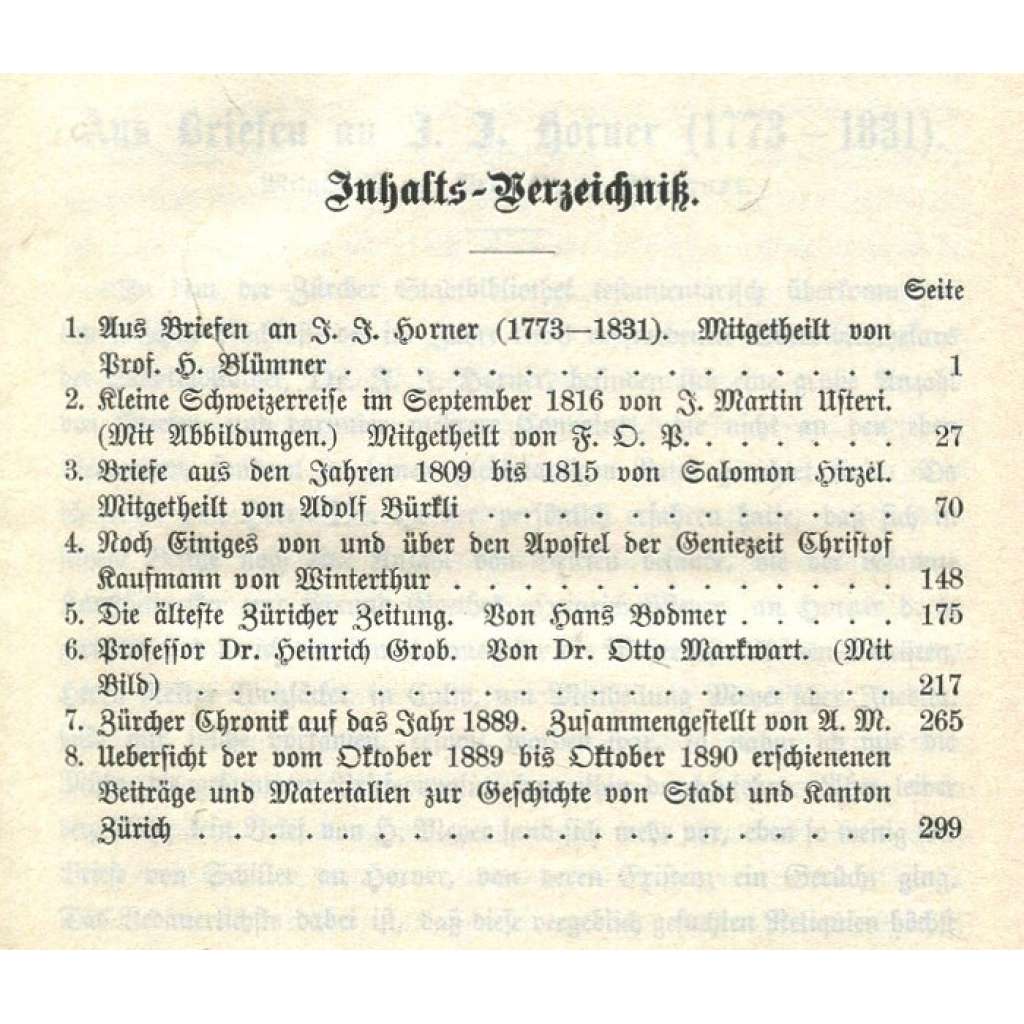 Inhalts-Verzeichniß.
Seite
1. Aus Briefen an J. J. Horner (1773—1831). Mitgetheilt von
Prof. H. Blümner . . . . . . . . . . . . . . . 1
2. Kleine Schweizerreise im September 1816 von J. Martin Usteri.
(Mit Abbildungen.) Mitgetheilt von F. O. P. . . . . . . 27
3. Briefe aus den Jahren 1809 bis 1815 von Salomon Hirzel.
Mitgetheilt von Adolf Bürkli . . . . . . . . . . . 70
4. Noch Einiges von und über den Apostel der Geniezeit Christof
Kaufmann von Winterthur . . . . . . . . . . . . 148
5. Die älteste Züricher Zeitung. Von Hans Bodmer . . . . . 175
6. Professor Dr. Heinrich Grob. Von Dr. Otto Markwart. (Mit
Bild) . . . . . . . . . . . . . . . . . . . 217
7. Zürcher Chronik auf das Jahr 1889. Zusammengestellt von A. M. 265
8. Uebersicht der vom Oktober 1889 bis Oktober 1890 erschienenen
Beiträge und Materialien zur Geschichte von Stadt und Kanton
Zürich . . . . . . . . . . . . . . . . . . . 299